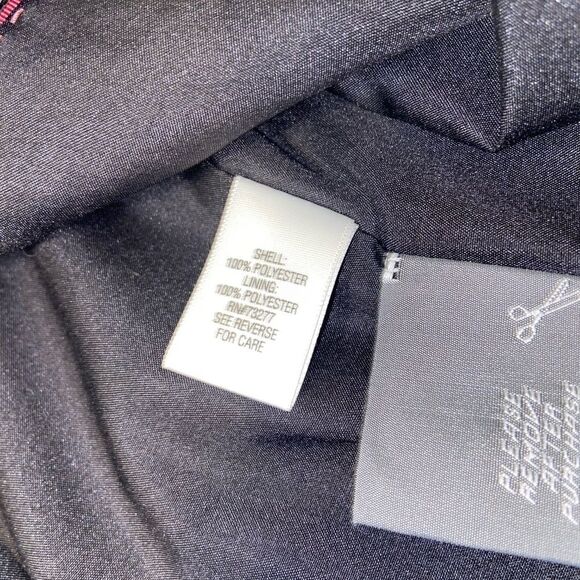 SHELL:
100% POLYESTER
LINING:
100% POLYESTER
RN#73277
SEE REVERSE
FOR CARE
PLEASE
REMOVE
AFTER
PURCHASE